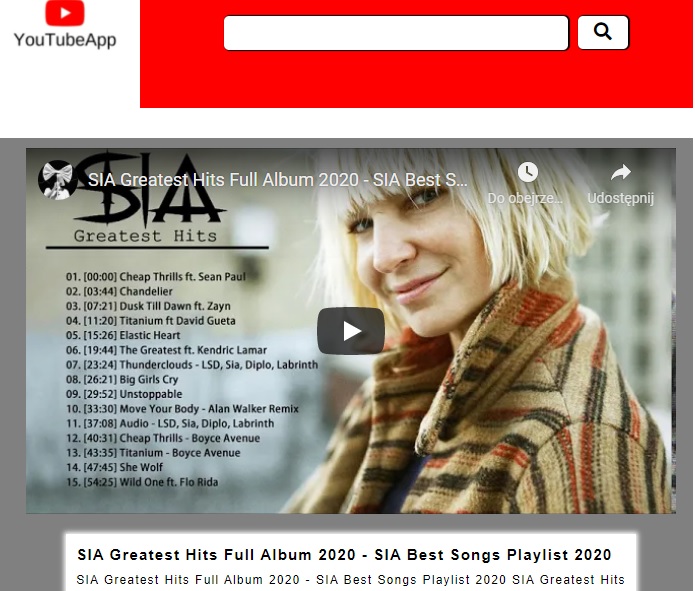 YouTubeApp
SIA
SIA Greatest Hits Full Album 2020 - SIA Best S...
Do obejrze...
Udostępnij
Greatest Hits
01. [00:00] Cheap Thrills ft. Sean Paul
02. [03:44] Chandelier
03. [07:21] Dusk Till Dawn ft. Zayn
04. [11:20] Titanium ft David Gueta
05. [15:26] Elastic Heart
06. [19:44] The Greatest ft. Kendric Lamar
07. [23:24] Thunderclouds - LSD, Sia, Diplo, Labrinth
08. [26:21] Big Girls Cry
09. [29:52] Unstoppable
10. [33:30] Move Your Body - Alan Walker Remix
11. [37:08] Audio - LSD, Sia, Diplo, Labrinth
12. [40:31] Cheap Thrills - Boyce Avenue
13. [43:35] Titanium - Boyce Avenue
14. [47:45] She Wolf
15. [54:25] Wild One ft. Flo Rida
SIA Greatest Hits Full Album 2020 - SIA Best Songs Playlist 2020
SIA Greatest Hits Full Album 2020 - SIA Best Songs Playlist 2020 SIA Greatest Hits